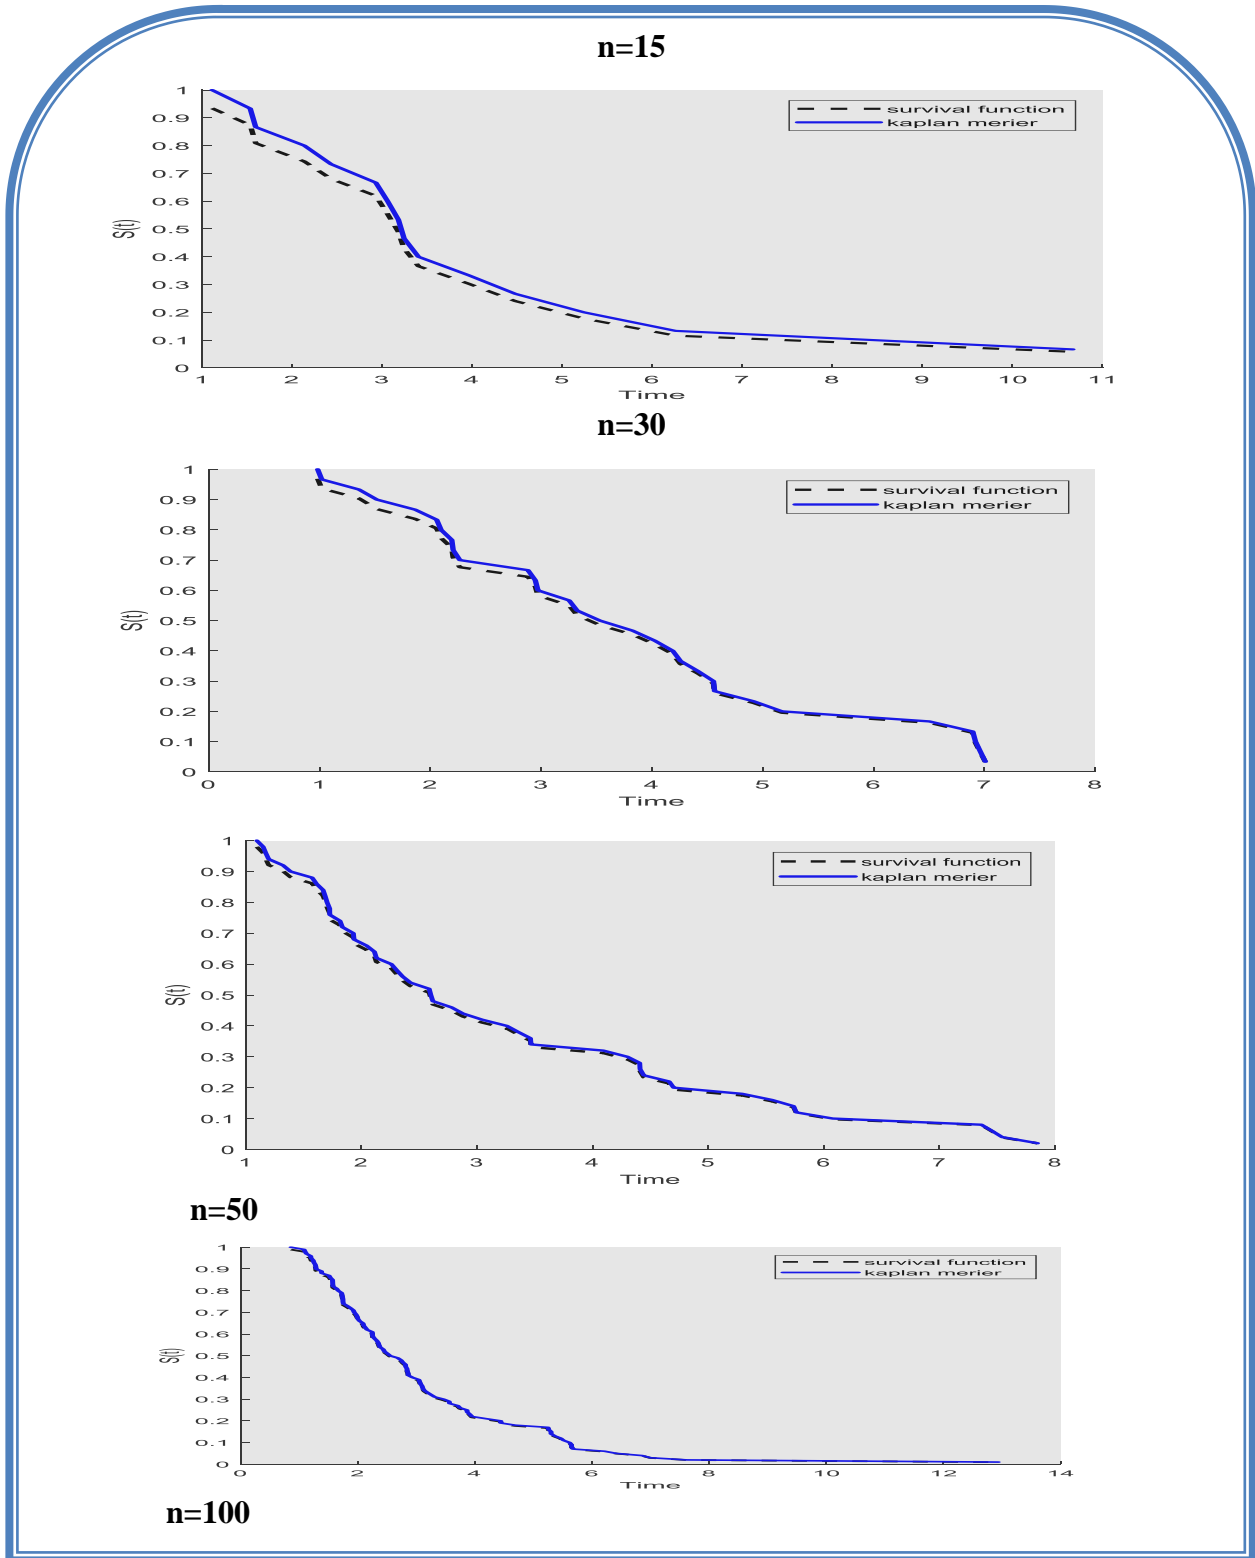 n=15
1
0.9
0.8
0.7
0.6
0.5
0.4
0.3
0.2
0.1
0
S(t)
survival function
kaplan merier
1 2 3 4 5 6 7 8 9 10 11
Time
n=30
1
0.9
0.8
0.7
0.6
0.5
0.4
0.3
0.2
0.1
0
S(t)
survival function
kaplan merier
0 1 2 3 4 5 6 7 8
Time
1
0.9
0.8
0.7
0.6
0.5
0.4
0.3
0.2
0.1
0
S(t)
survival function
kaplan merier
1 2 3 4 5 6 7 8
Time
n=50
1
0.9
0.8
0.7
0.6
0.5
0.4
0.3
0.2
0.1
0
S(t)
survival function
kaplan merier
0 2 4 6 8 10 12 14
Time
n=100